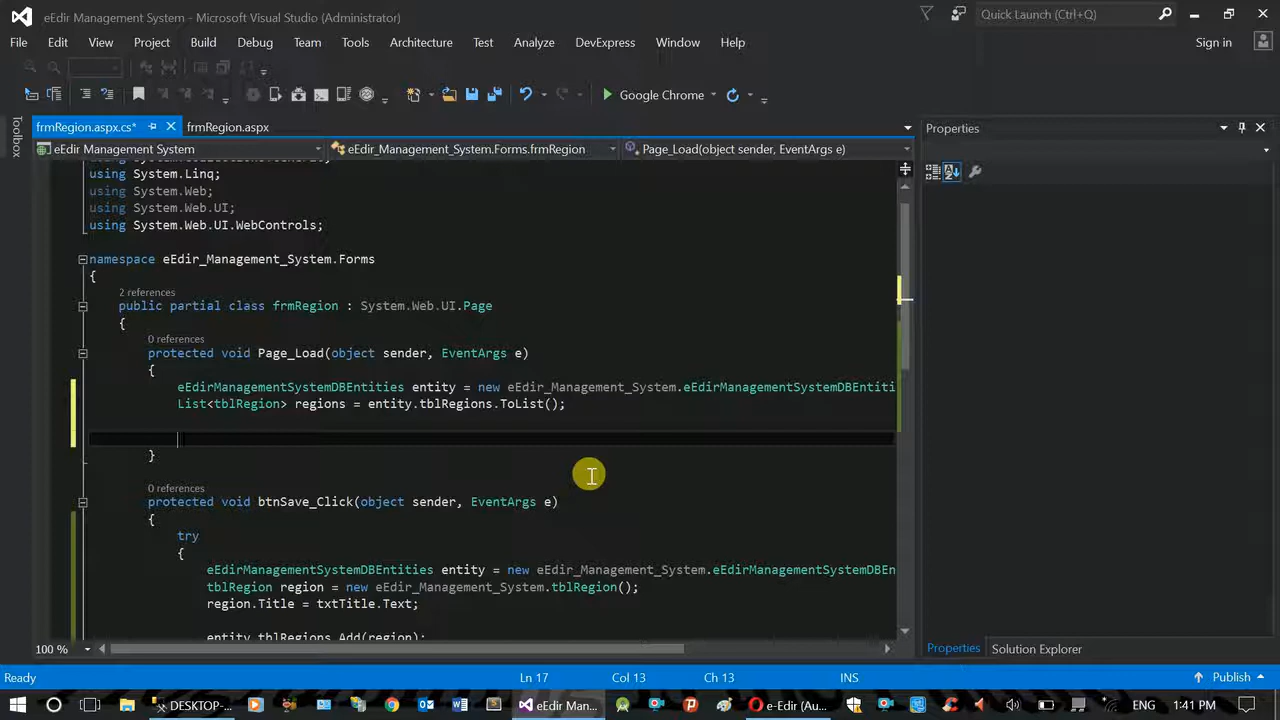 eEdir Management System - Microsoft Visual Studio (Administrator)
Quick Launch (Ctrl+Q)
File Edit View Project Build Debug Team Tools Architecture Test Analyze DevExpress Window Help
Sign in
Google Chrome
Toolbox
frmRegion.aspx.cs* frmRegion.aspx
Properties
eEdir Management System eEdir_Management_System.Forms.frmRegion Page_Load(object sender, EventArgs e)
using System.Linq;
using System.Web;
using System.Web.UI;
using System.Web.UI.WebControls;
namespace eEdir_Management_System.Forms
{
2 references
public partial class frmRegion : System.Web.UI.Page
{
0 references
protected void Page_Load(object sender, EventArgs e)
{
eEdirManagementSystemDBEntities entity = new eEdir_Management_System.eEdirManagementSystemDBEntiti
List<tblRegion> regions = entity.tblRegions.ToList();
}
0 references
protected void btnSave_Click(object sender, EventArgs e)
{
try
{
eEdirManagementSystemDBEntities entity = new eEdir_Management_System.eEdirManagementSystemDBEN
tblRegion region = new eEdir_Management_System.tblRegion();
region.Title = txtTitle.Text;
entity.tblRegions.Add(region);
100 %
Properties Solution Explorer
Ready Ln 17 Col 13 Ch 13 INS Publish
DESKTOP-... eEdir Ma... e-Edir (Au... ENG 1:41 PM